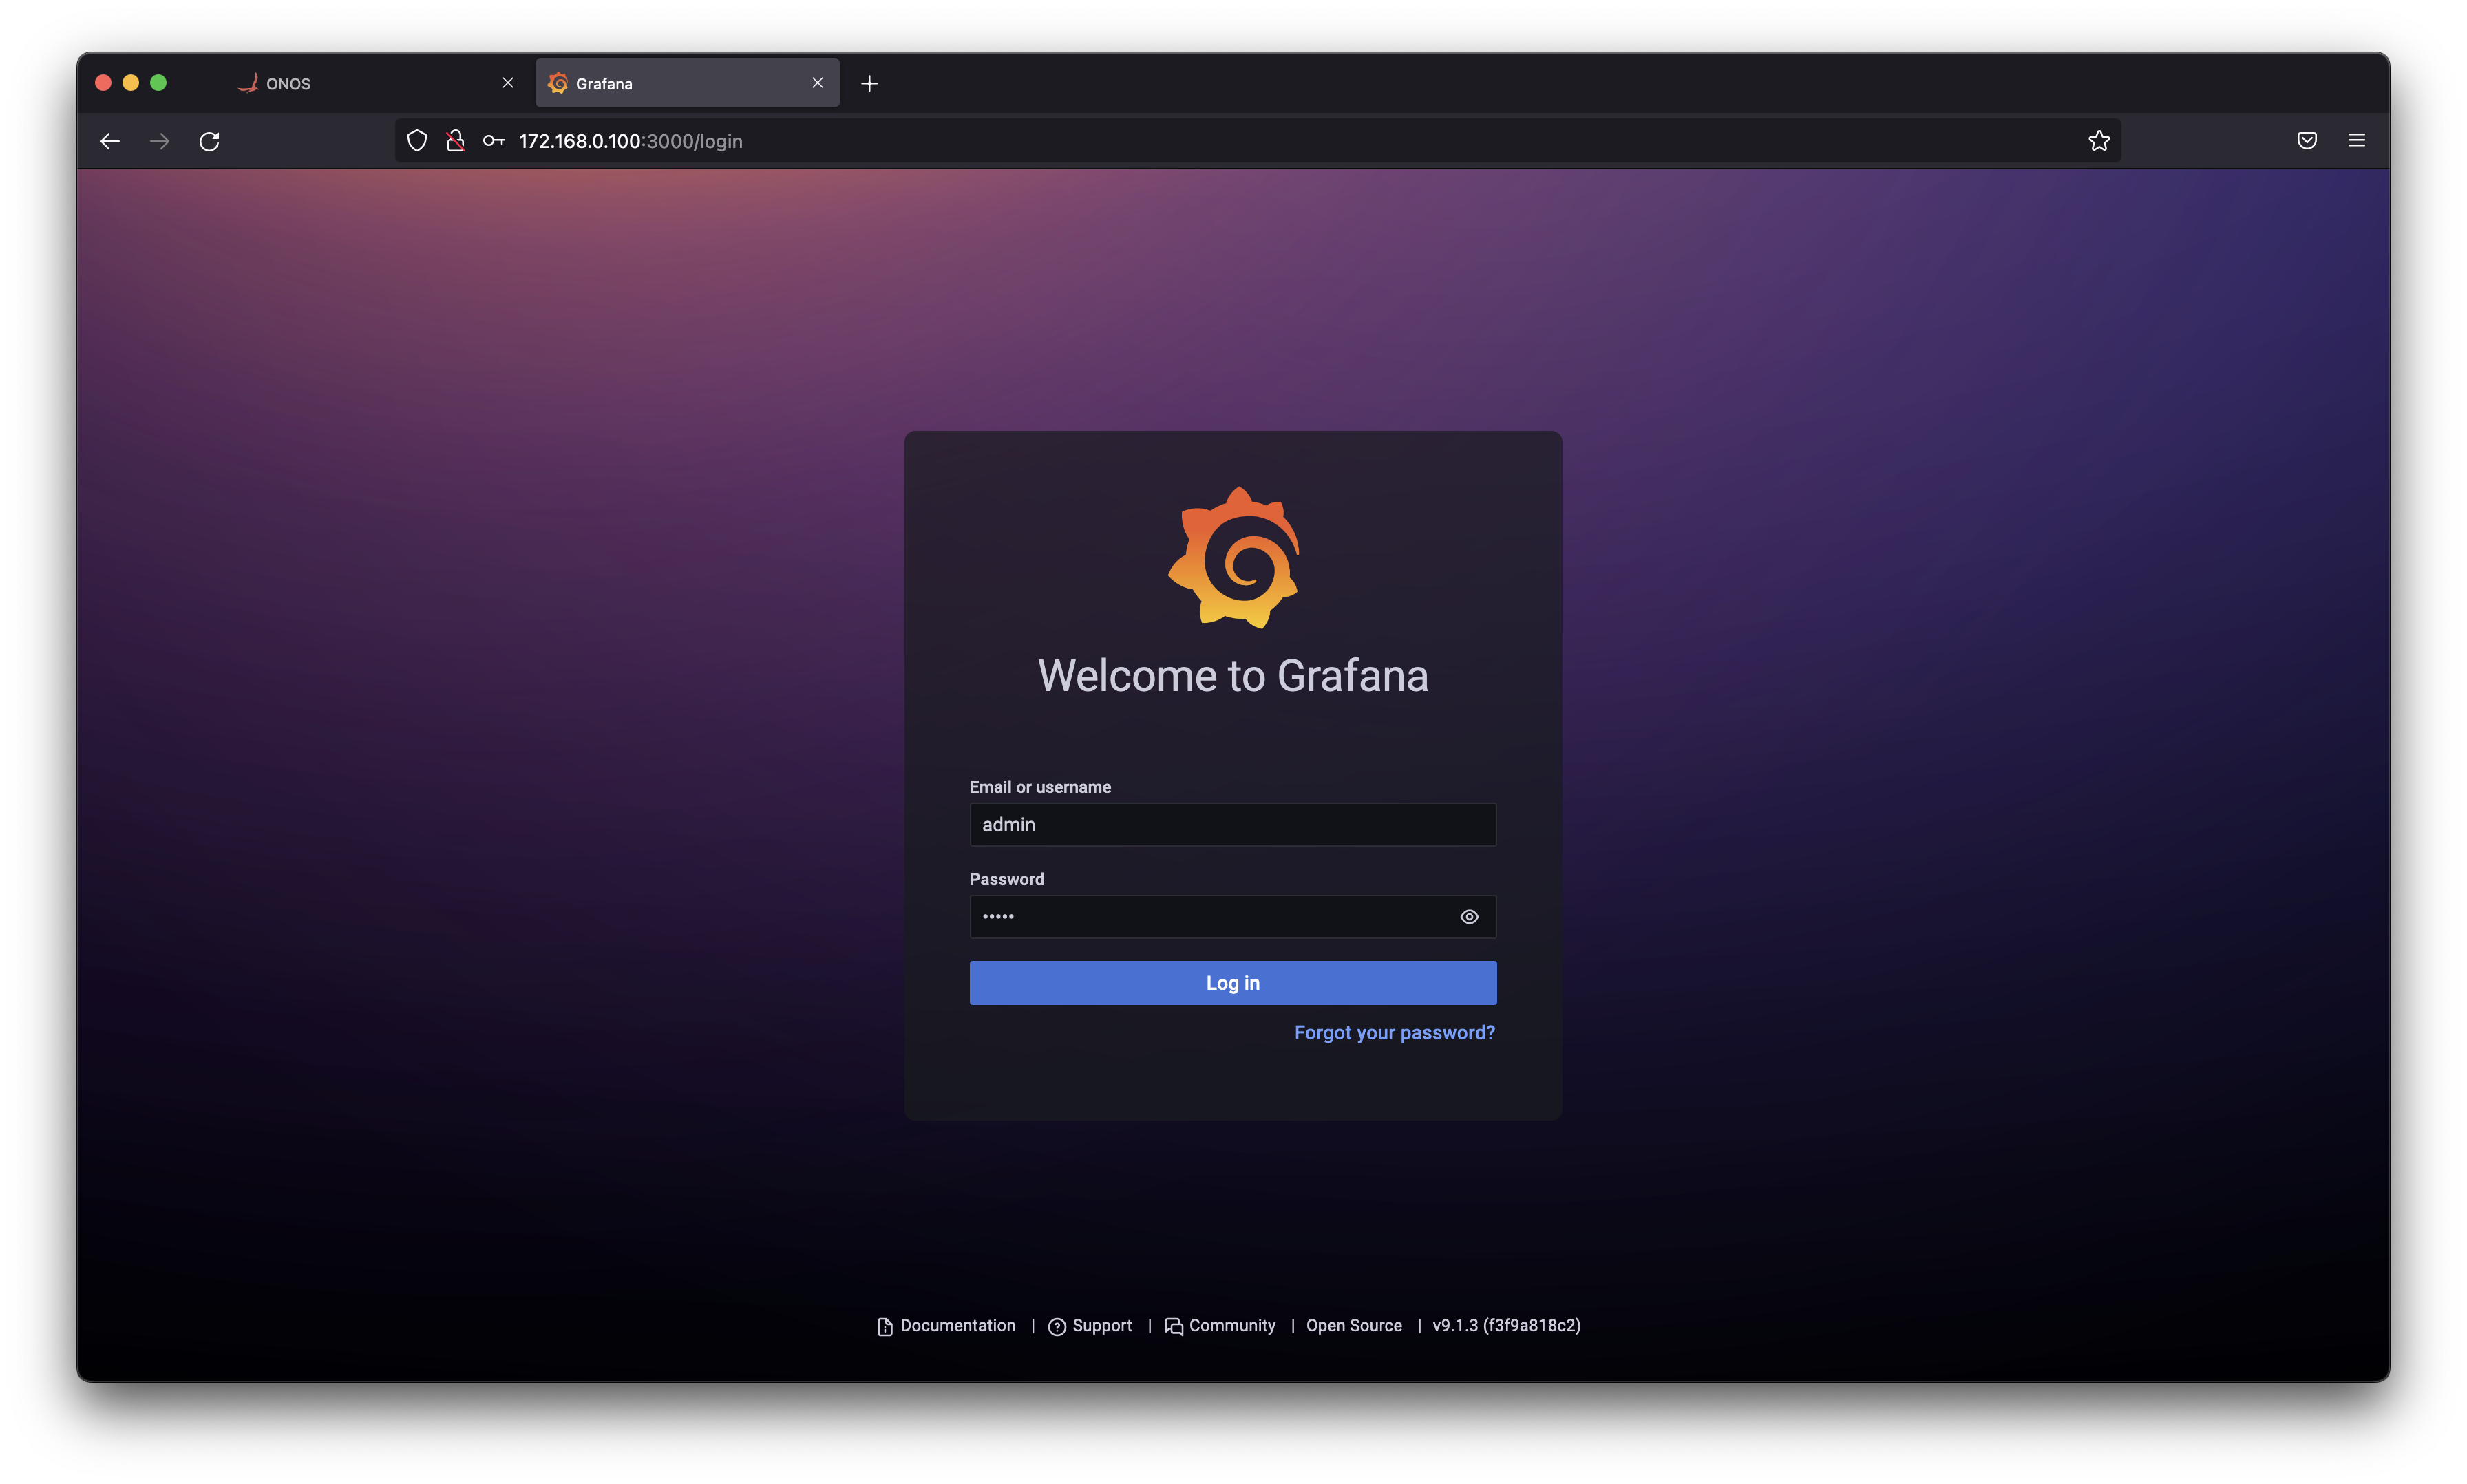 ONOS
Grafana
172.168.0.100:3000/login
Welcome to Grafana
Email or username
admin
Password
•••••
Log in
Forgot your password?
Documentation | Support | Community | Open Source | v9.1.3 (f3f9a818c2)